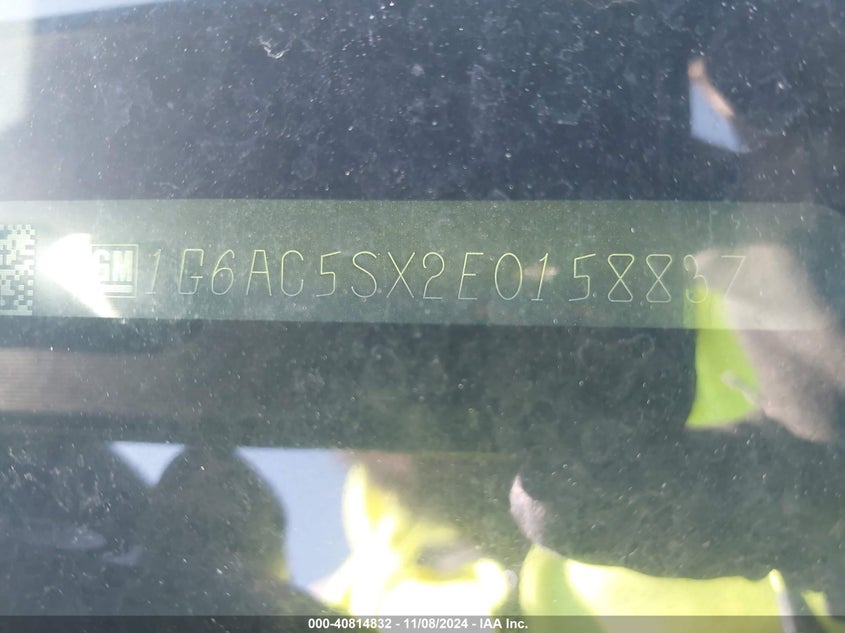 GM 1G6AC5SX2E0158837
000-40814832 - 11/08/2024 - IAA Inc.